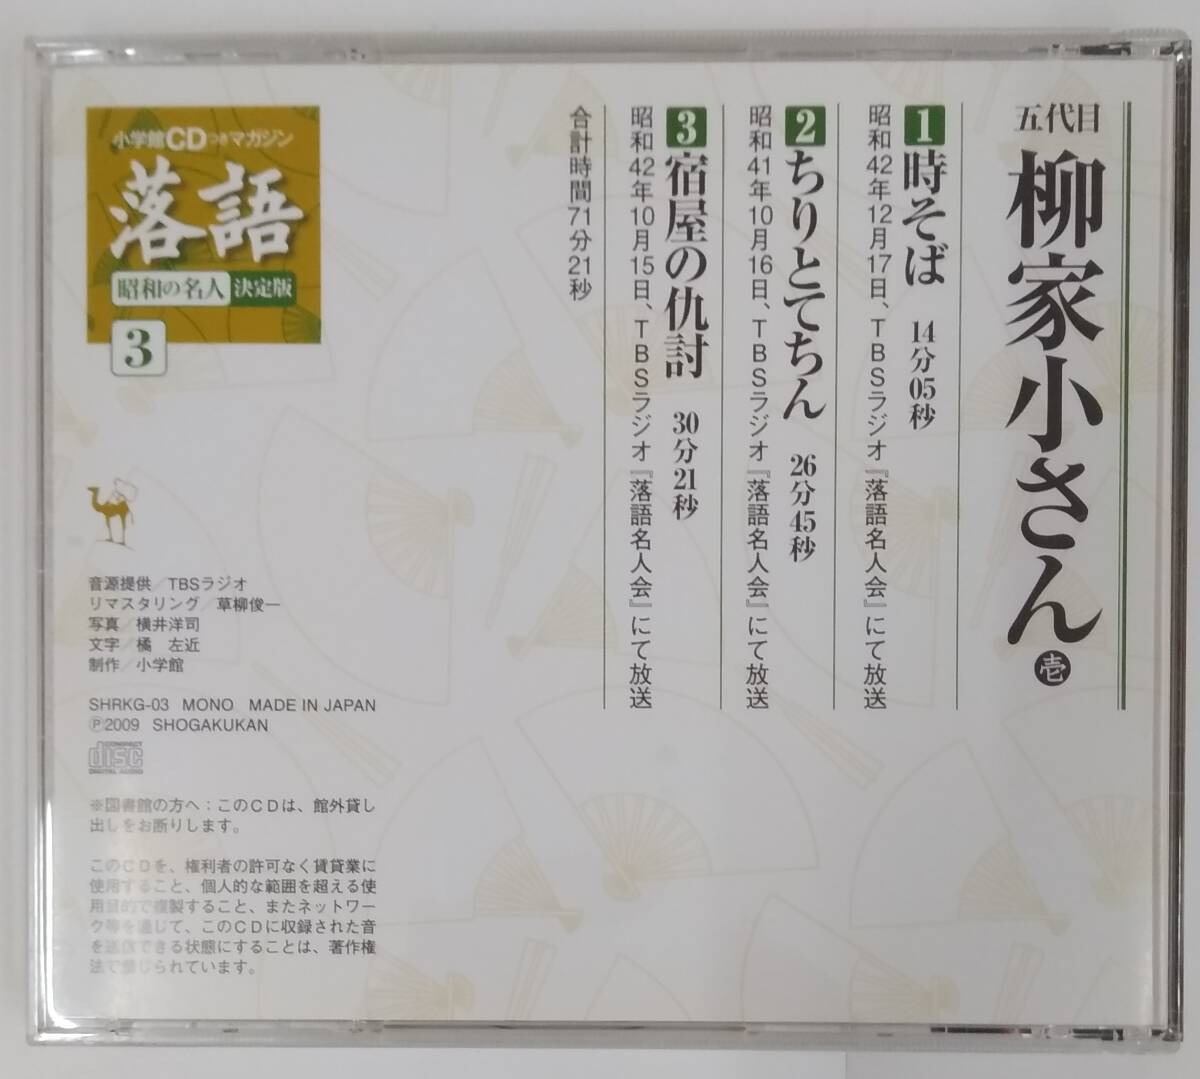 五代目 柳家小さん 壱
1 時そば 14分05秒
昭和42年12月17日、TBSラジオ『落語名人会』にて放送
2 ちりとてちん 26分45秒
昭和41年10月16日、TBSラジオ『落語名人会』にて放送
3 宿屋の仇討 30分21秒
昭和42年10月15日、TBSラジオ『落語名人会』にて放送
合計時間71分21秒
小学館CDつきマガジン
落語
昭和の名人 決定版
3
音源提供／TBSラジオ
リマスタリング／草柳俊一
写真／横井洋司
文字／橘　左近
制作／小学館
SHRKG-03 MONO MADE IN JAPAN
Ⓟ2009 SHOGAKUKAN
COMPACT
disc
DIGITAL AUDIO
※図書館の方へ：このCDは、館外貸し
出しをお断りします。
このCDを、権利者の許可なく賃貸業に
使用すること、個人的な範囲を超える使
用目的で複製すること、またネットワー
ク等を通じて、このCDに収録された音
を送信できる状態にすることは、著作権
法で禁じられています。